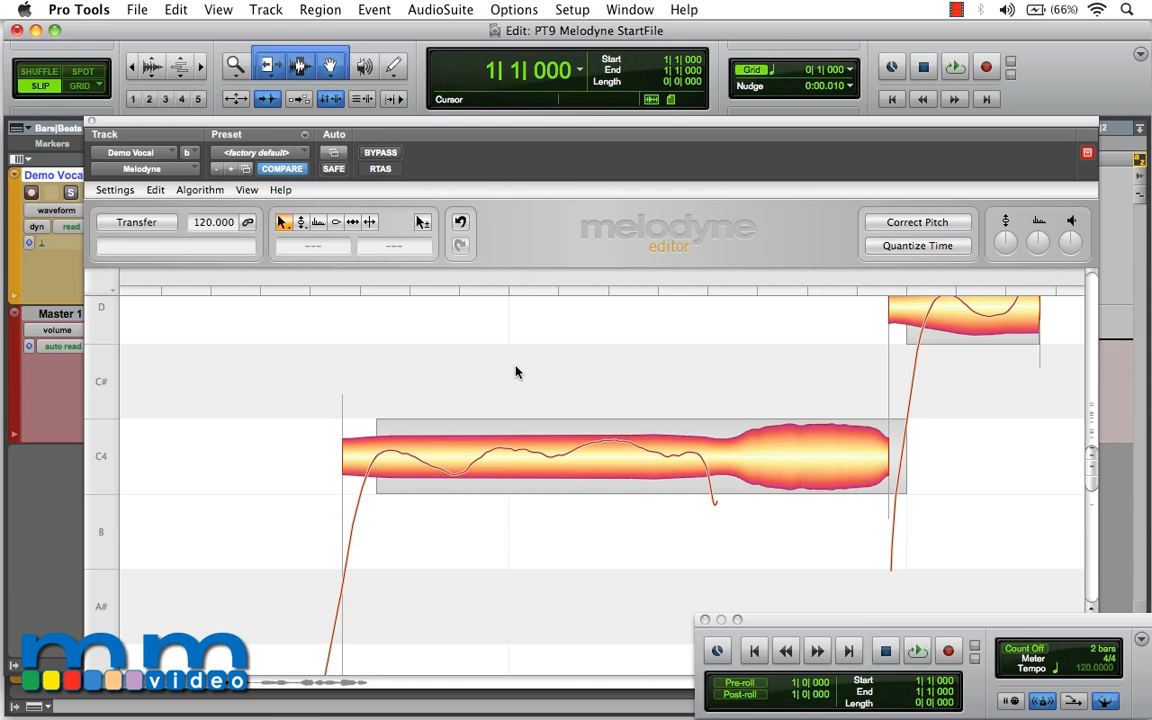 Pro Tools File Edit View Track Region Event AudioSuite Options Setup Window Help (66%)
Edit: PT9 Melodyne StartFile
SHUFFLE SPOT
SLIP GRID
1 2 3 4 5
1| 1| 000
Start 1| 1| 000
End 1| 1| 000
Length 0| 0| 000
Cursor
Grid 0| 1| 000
Nudge 0:00.010
Bars|Beats
Markers
2
Track Preset Auto
Demo Vocal b <factory default> BYPASS
Melodyne - + COMPARE SAFE RTAS
Settings Edit Algorithm View Help
Transfer 120.000
--- ---
melodyne
editor
Correct Pitch
Quantize Time
Demo Voca
S
waveform
dyn read
Master 1
volume
auto read
D
C#
C4
B
A#
mm
video
Pre-roll 1| 0| 000
Post-roll 1| 0| 000
Start 1| 1| 000
End 1| 1| 000
Length 0| 0| 000
Count Off 2 bars
Meter 4/4
Tempo 120.0000